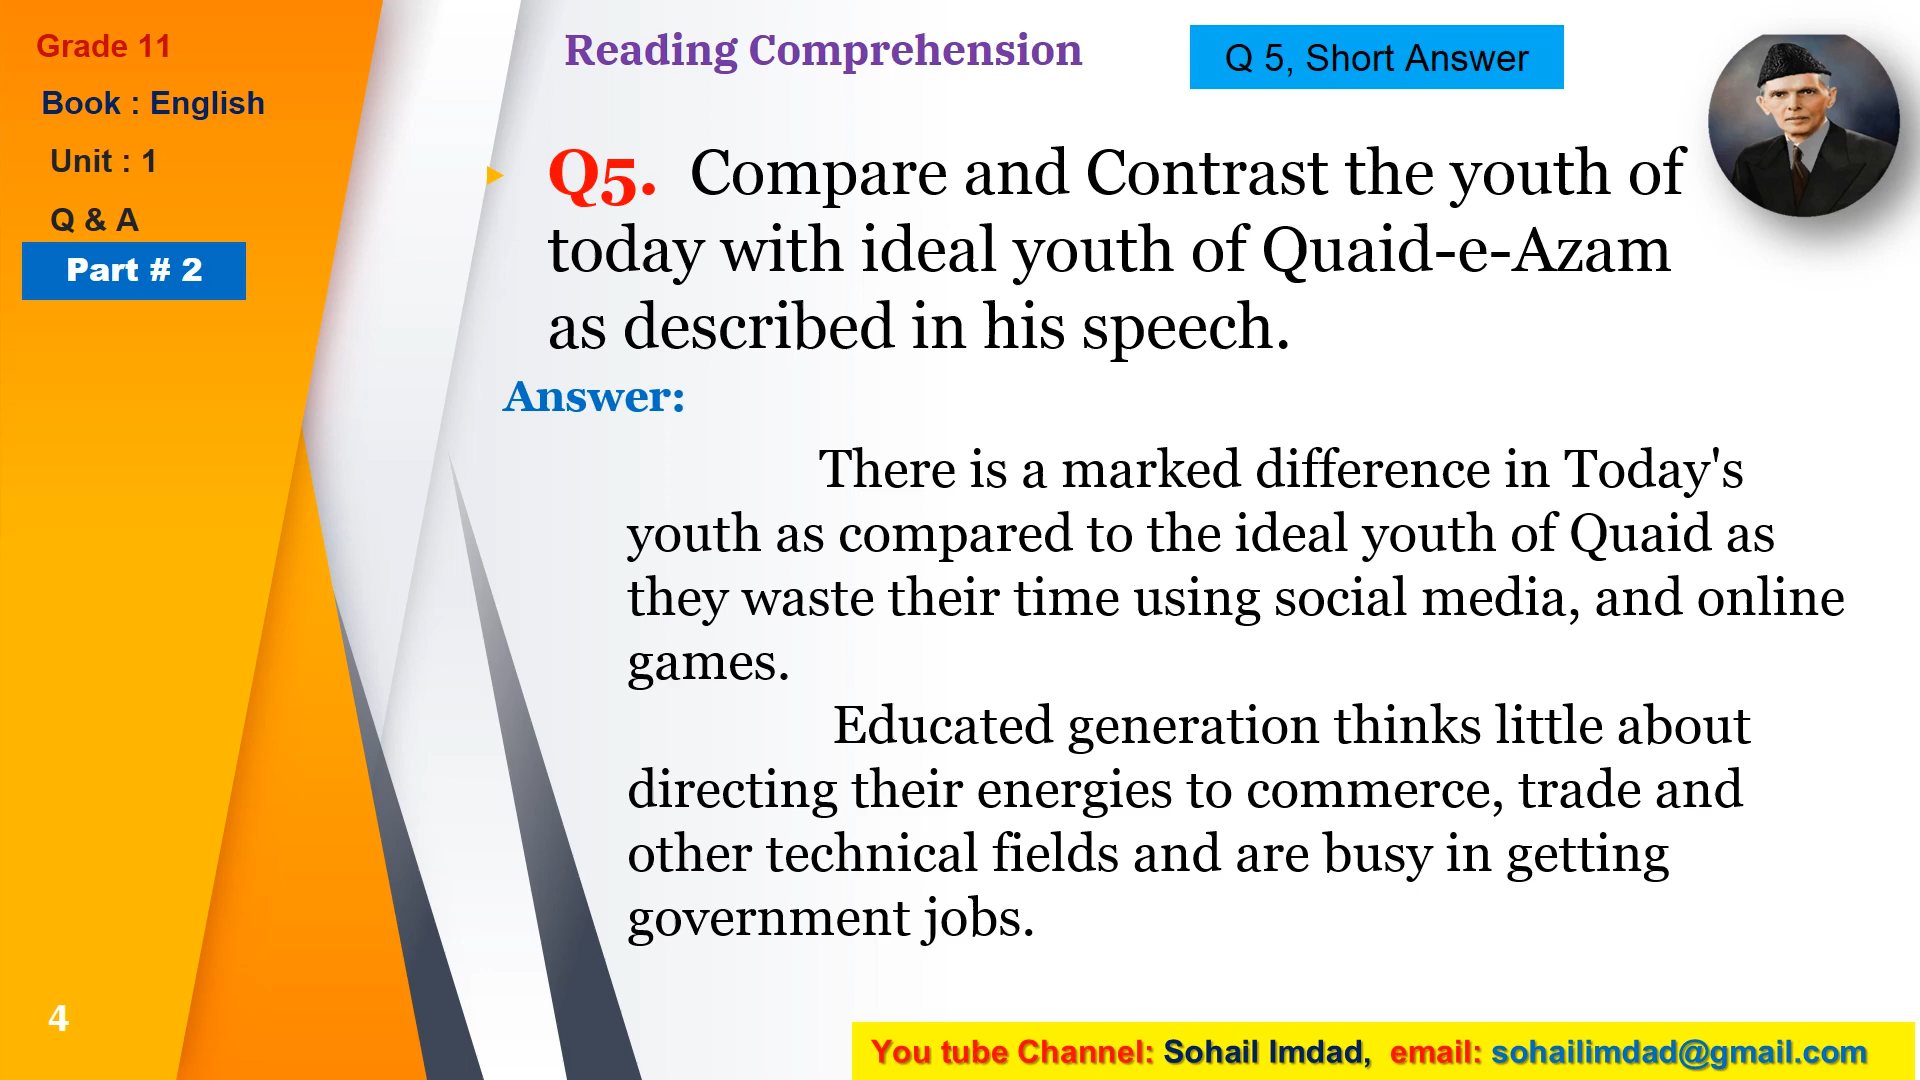 Grade 11
Book : English
Unit : 1
Q & A
Part # 2
Reading Comprehension
Q 5, Short Answer
Q5. Compare and Contrast the youth of
today with ideal youth of Quaid-e-Azam
as described in his speech.
Answer:
There is a marked difference in Today's
youth as compared to the ideal youth of Quaid as
they waste their time using social media, and online
games.
Educated generation thinks little about
directing their energies to commerce, trade and
other technical fields and are busy in getting
government jobs.
4
You tube Channel: Sohail Imdad, email: sohailimdad@gmail.com